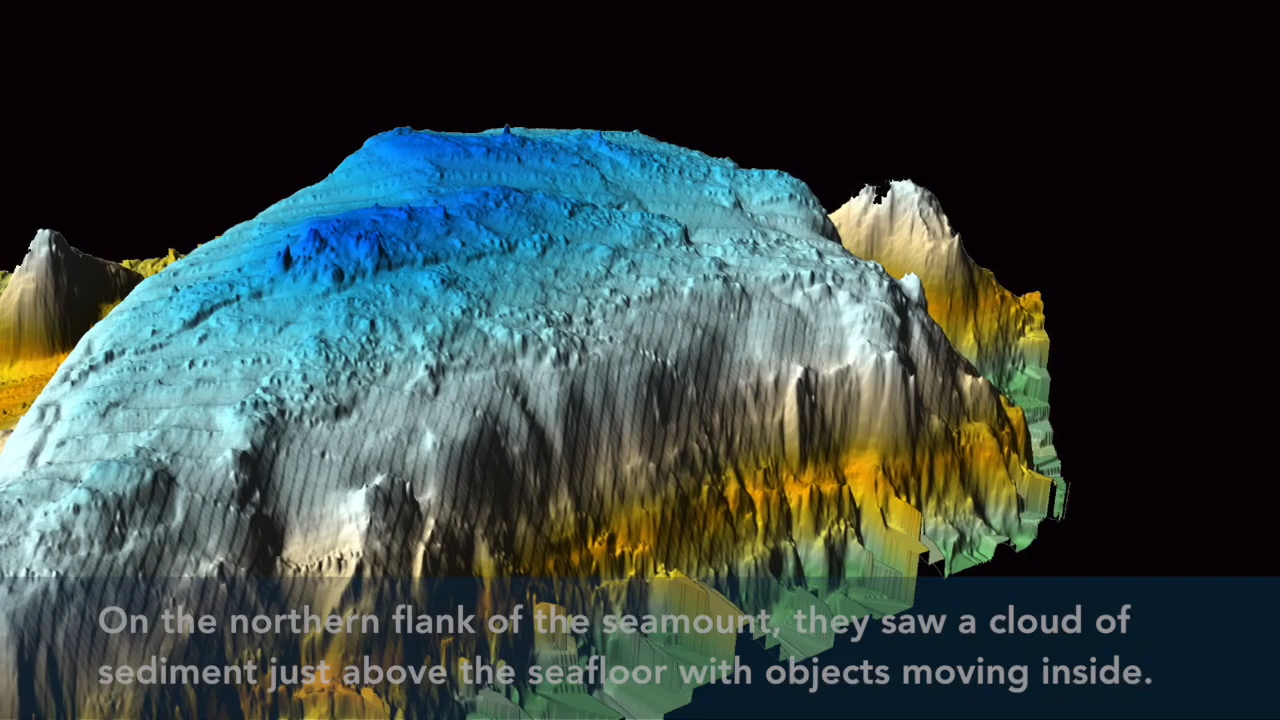 On the northern flank of the seamount, they saw a cloud of
sediment just above the seafloor with objects moving inside.